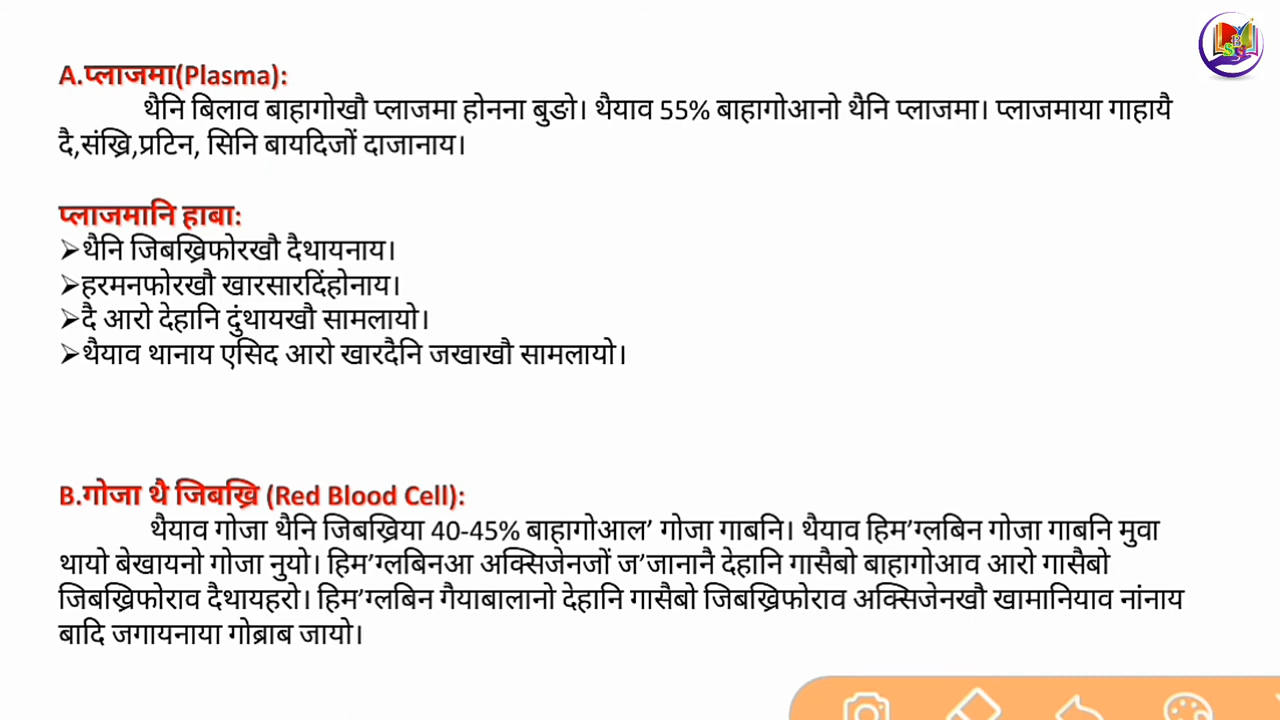 A.प्लाजमा(Plasma):
थैनि बिलाव बाहागोखौ प्लाजमा होनना बुङो। थैयाव 55% बाहागोआनो थैनि प्लाजमा। प्लाजमाया गाहायै
दै,संख्रि,प्रटिन, सिनि बायदिजों दाजानाय।
प्लाजमानि हाबा:
➢थैनि जिबख्रिफोरखौ दैथायनाय।
➢हरमनफोरखौ खारसारदिंहोनाय।
➢दै आरो देहानि दुंथायखौ सामलायो।
➢थैयाव थानाय एसिद आरो खारदैनि जखाखौ सामलायो।
B.गोजा थै जिबख्रि (Red Blood Cell):
थैयाव गोजा थैनि जिबख्रिया 40-45% बाहागोआल’ गोजा गाबनि। थैयाव हिम’ग्लबिन गोजा गाबनि मुवा
थायो बेखायनो गोजा नुयो। हिम’ग्लबिनआ अक्सिजेनजों ज’जानानै देहानि गासैबो बाहागोआव आरो गासैबो
जिबख्रिफोराव दैथायहरो। हिम’ग्लबिन गैयाबालानो देहानि गासैबो जिबख्रिफोराव अक्सिजेनखौ खामानियाव नांनाय
बादि जगायनाया गोब्राब जायो।